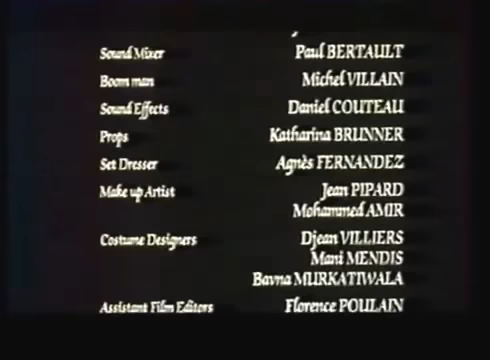 Sound Mixer Paul BERTAULT
Boom man Michel VILLAIN
Sound Effects Daniel COUTEAU
Props Katharina BRUNNER
Set Dresser Agnès FERNANDEZ
Make up Artist Jean PIPARD
Mohammed AMIR
Costume Designers Djean VILLIERS
Mani MENDIS
Bavna MURKATIWALA
Assistant Film Editors Florence POULAIN